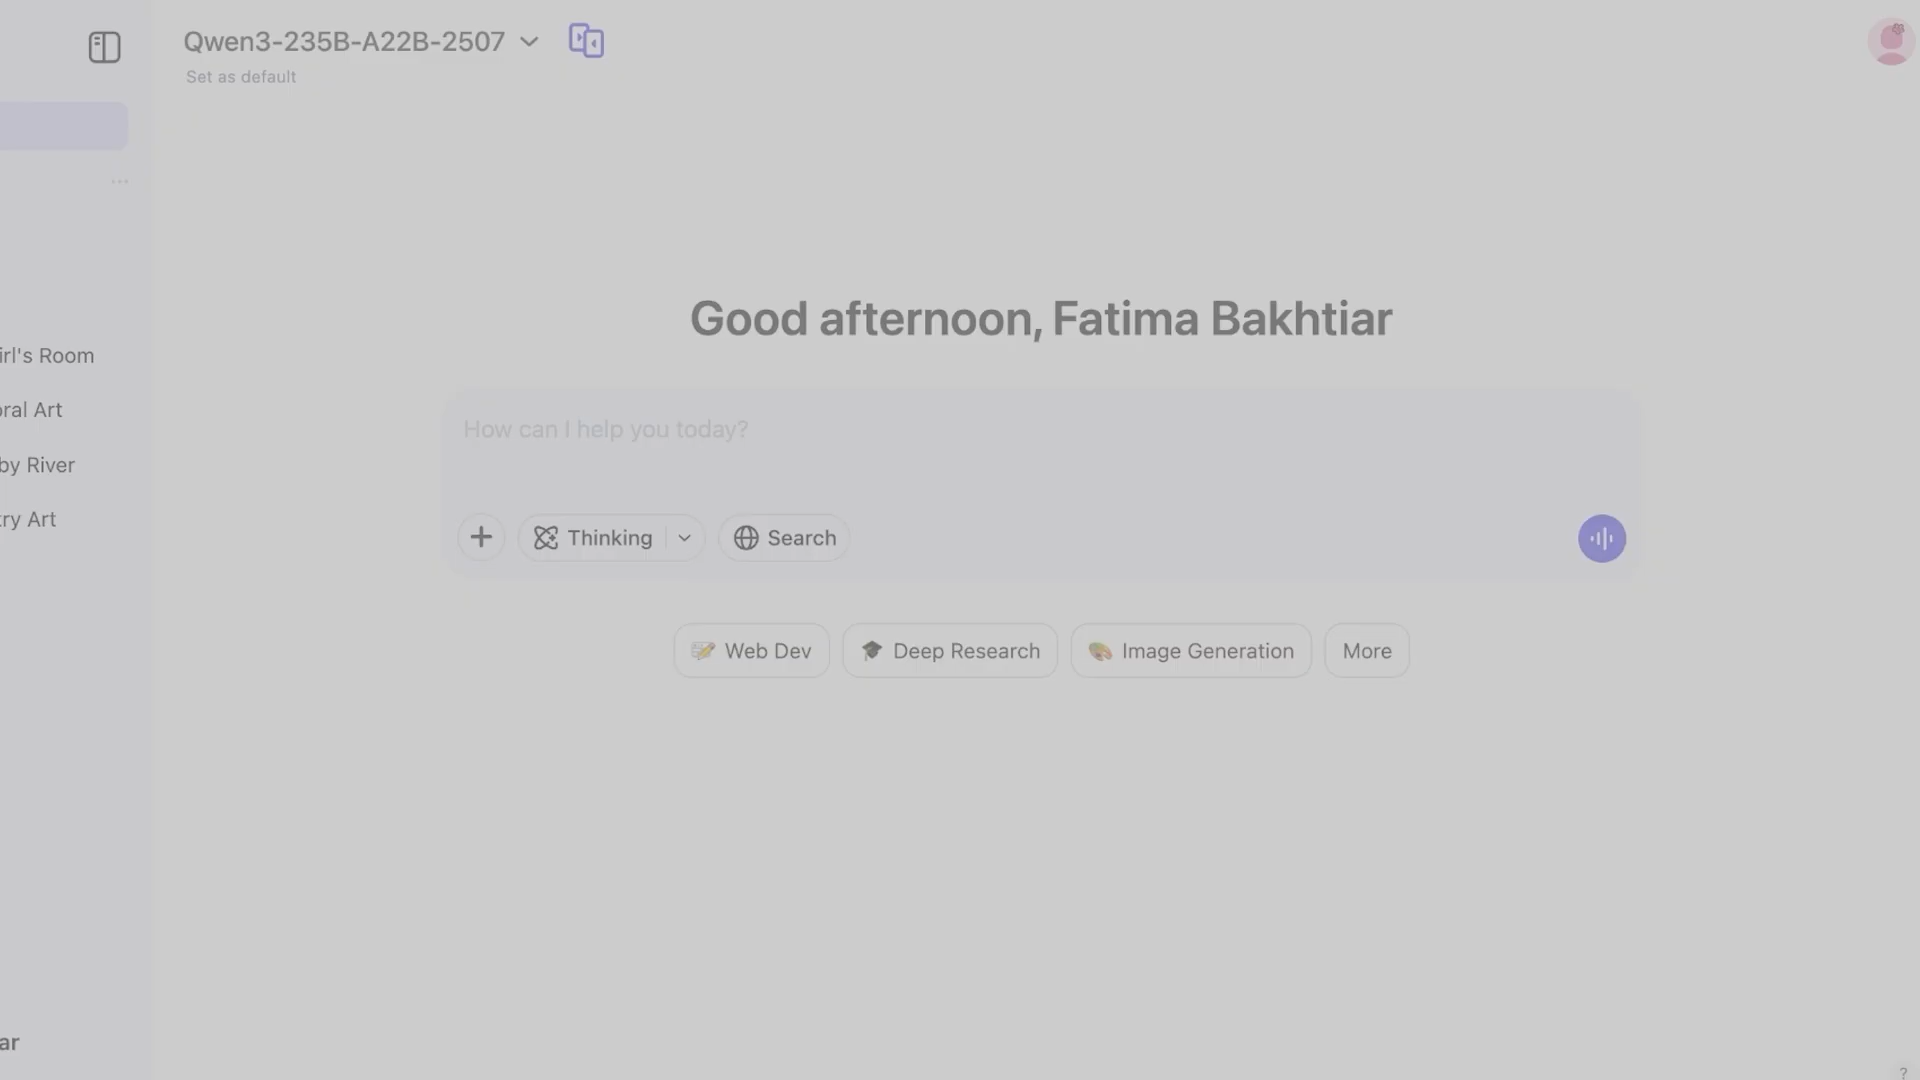 Qwen3-235B-A22B-2507
Set as default
Good afternoon, Fatima Bakhtiar
irl's Room
oral Art
by River
try Art
How can I help you today?
Thinking
Search
Web Dev
Deep Research
Image Generation
More
ar
?